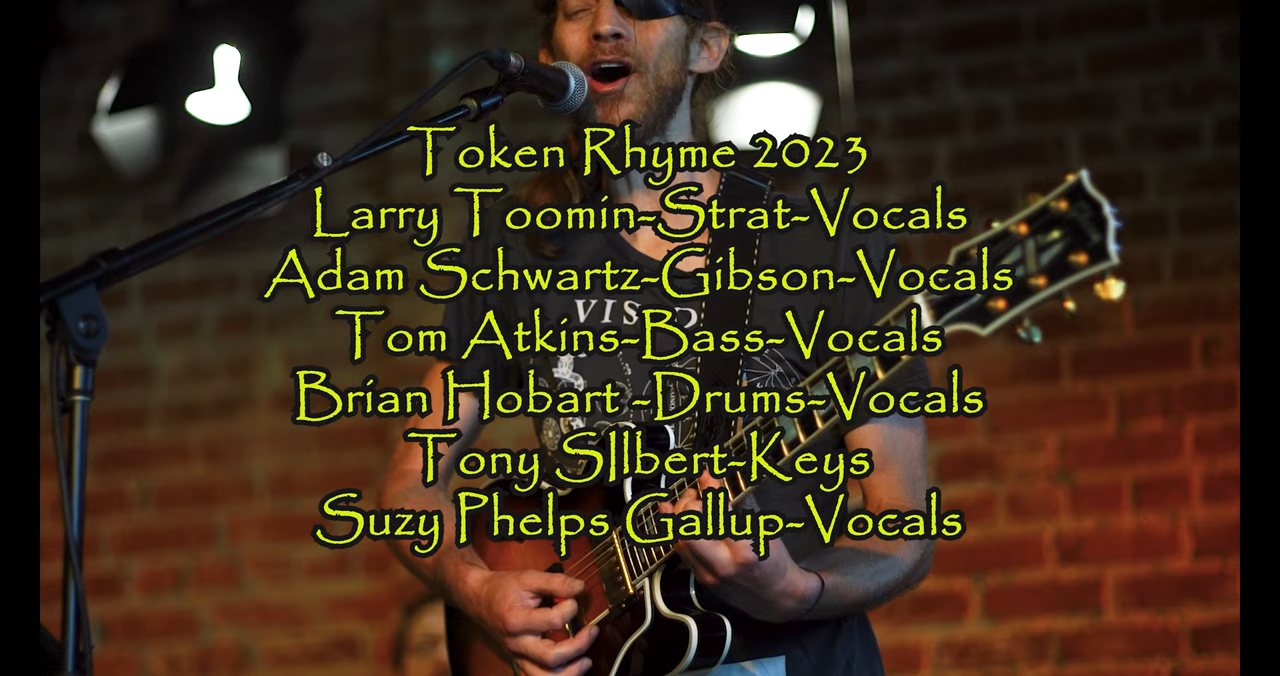 Token Rhyme 2023
Larry Toomin-Strat-Vocals
Adam Schwartz-Gibson-Vocals
Tom Atkins-Bass-Vocals
Brian Hobart -Drums-Vocals
Tony SIlbert-Keys
Suzy Phelps Gallup-Vocals